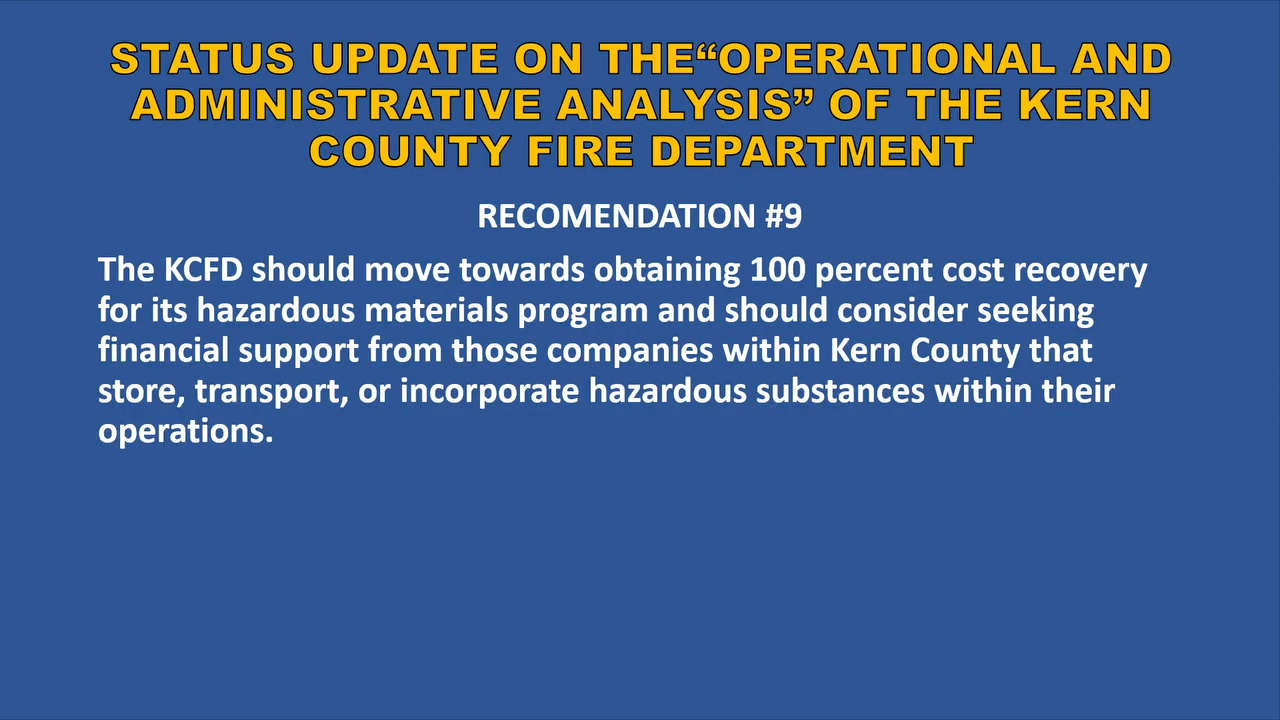 STATUS UPDATE ON THE“OPERATIONAL AND
ADMINISTRATIVE ANALYSIS” OF THE KERN
COUNTY FIRE DEPARTMENT
RECOMENDATION #9
The KCFD should move towards obtaining 100 percent cost recovery
for its hazardous materials program and should consider seeking
financial support from those companies within Kern County that
store, transport, or incorporate hazardous substances within their
operations.